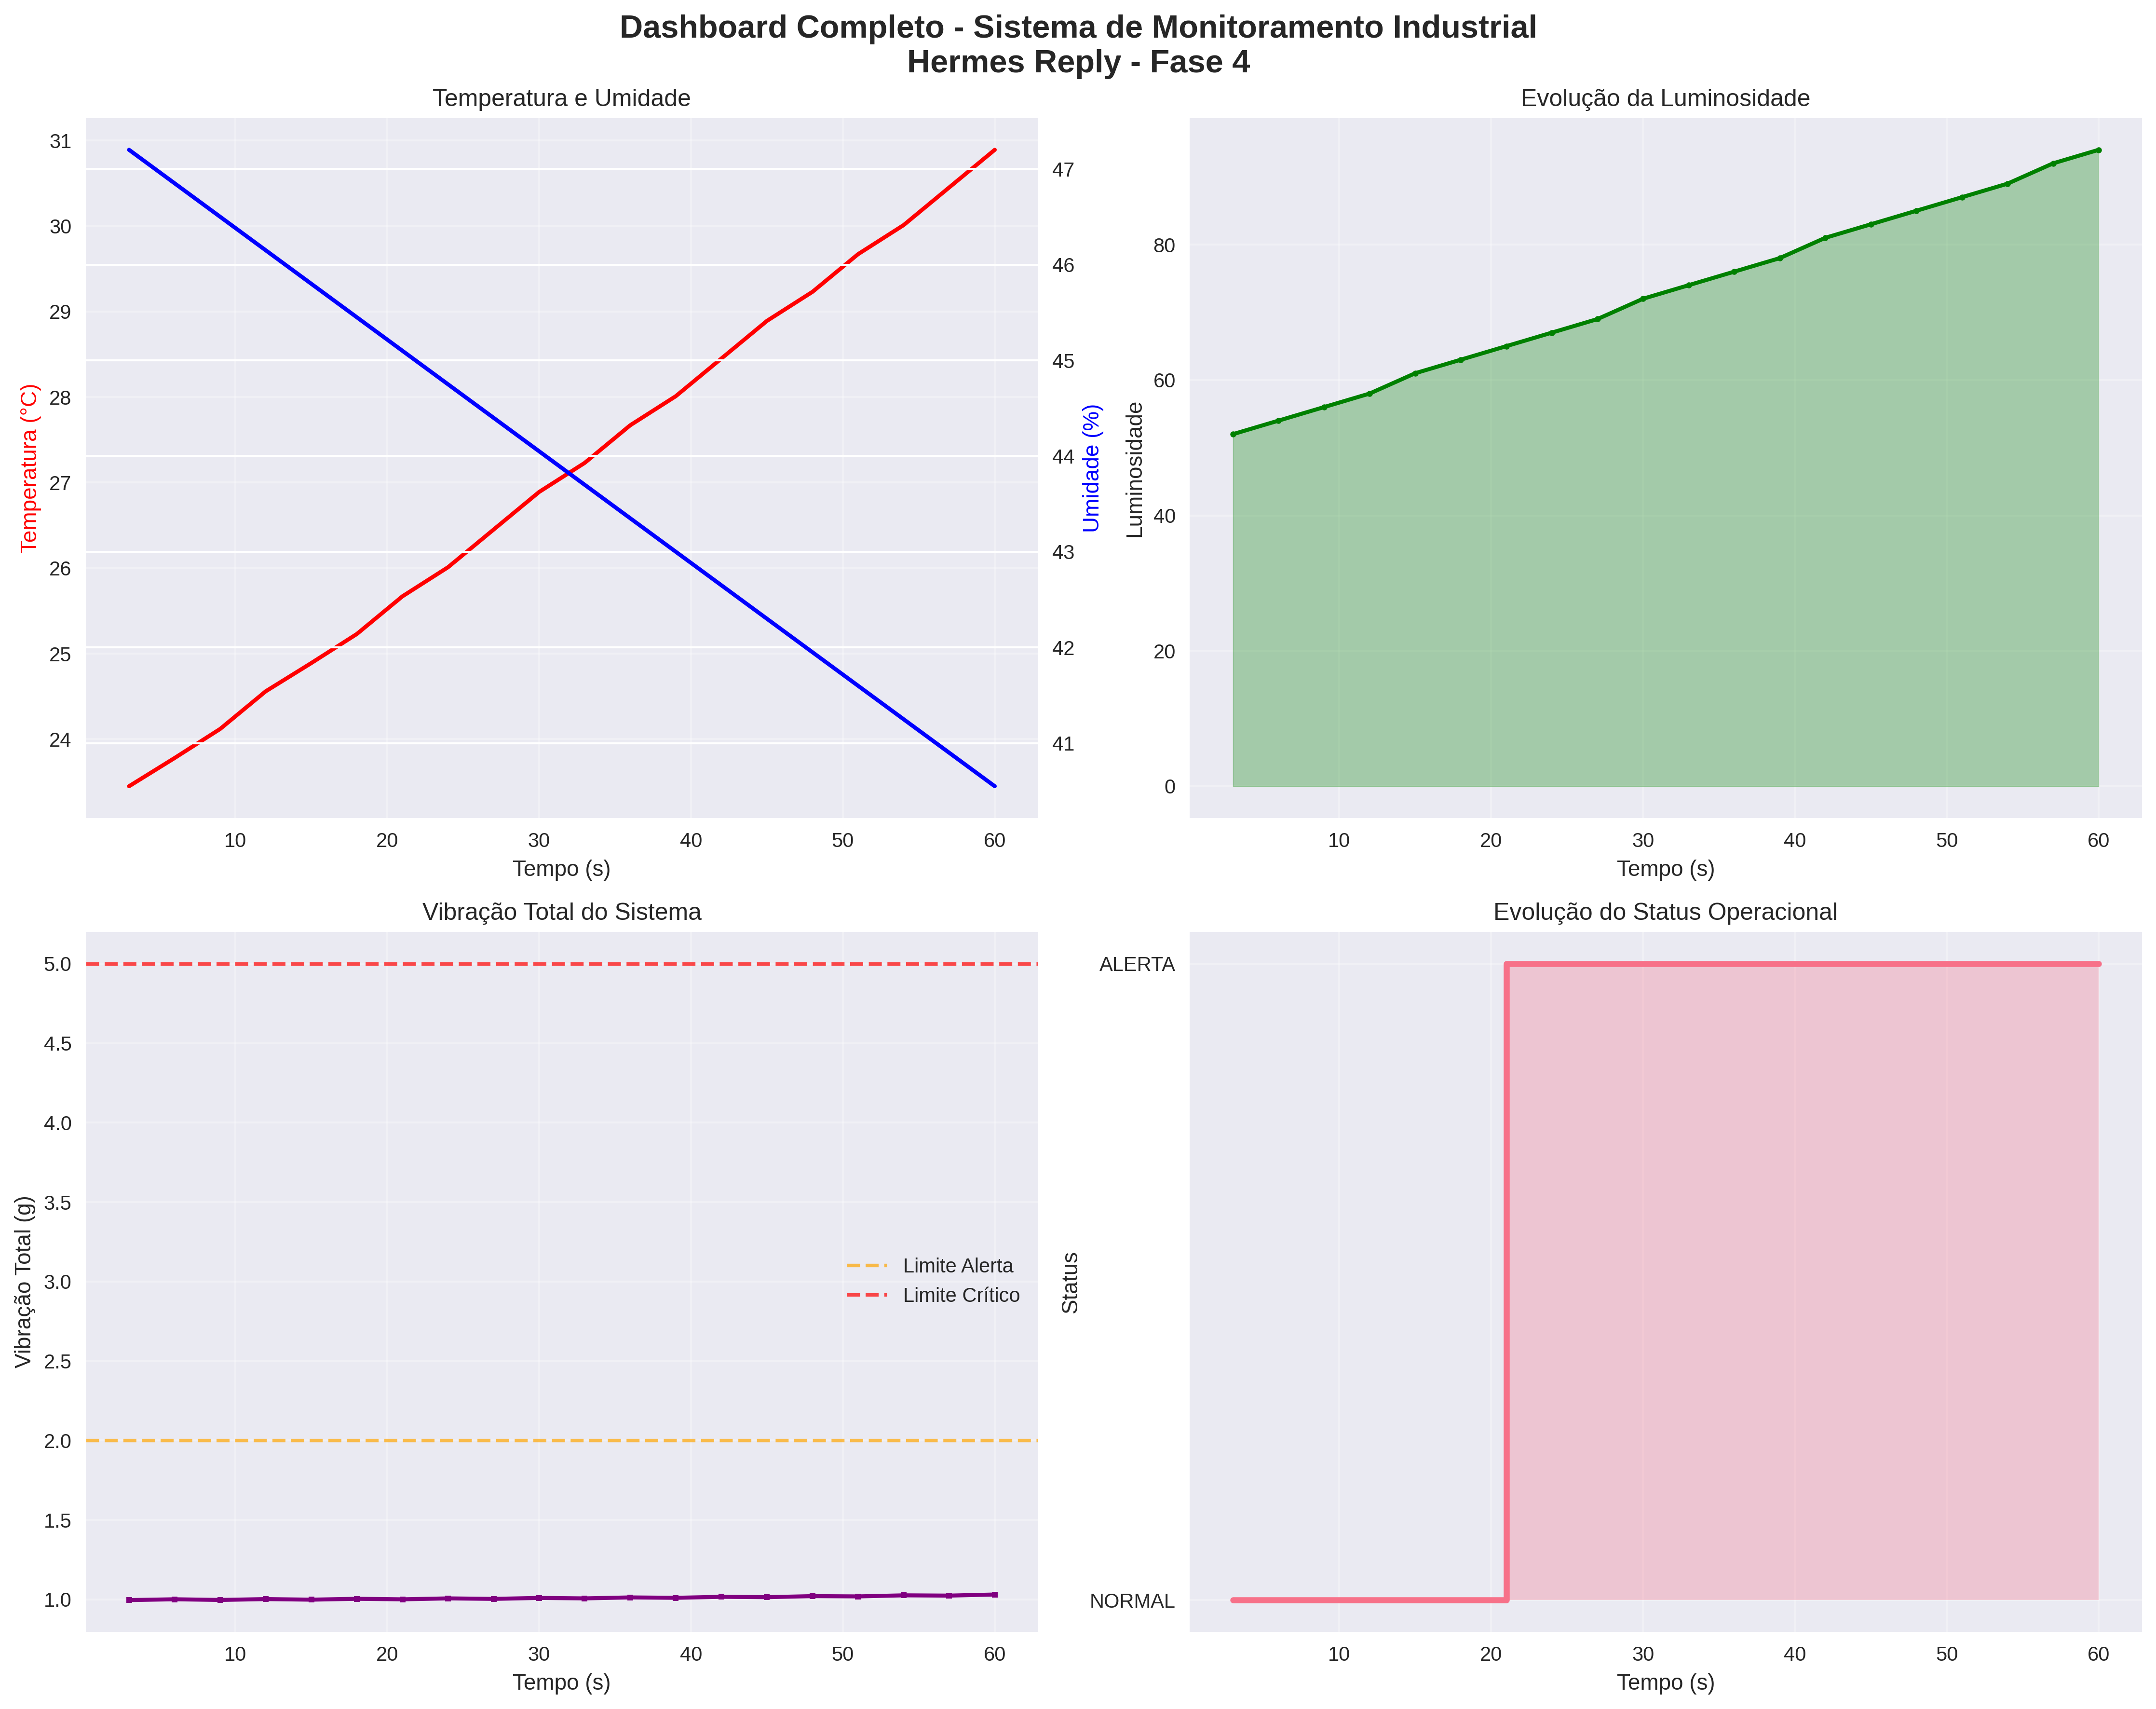 Dashboard Completo - Sistema de Monitoramento Industrial
Hermes Reply - Fase 4
Temperatura e Umidade
31
30
29
28
27
26
25
24
Temperatura (°C)
47
46
45
44
43
42
41
Umidade (%)
10 20 30 40 50 60
Tempo (s)
Evolução da Luminosidade
80
60
40
20
0
Luminosidade
10 20 30 40 50 60
Tempo (s)
Vibração Total do Sistema
5.0
4.5
4.0
3.5
3.0
2.5
2.0
1.5
1.0
Vibração Total (g)
Limite Alerta
Limite Crítico
10 20 30 40 50 60
Tempo (s)
Evolução do Status Operacional
ALERTA
NORMAL
Status
10 20 30 40 50 60
Tempo (s)